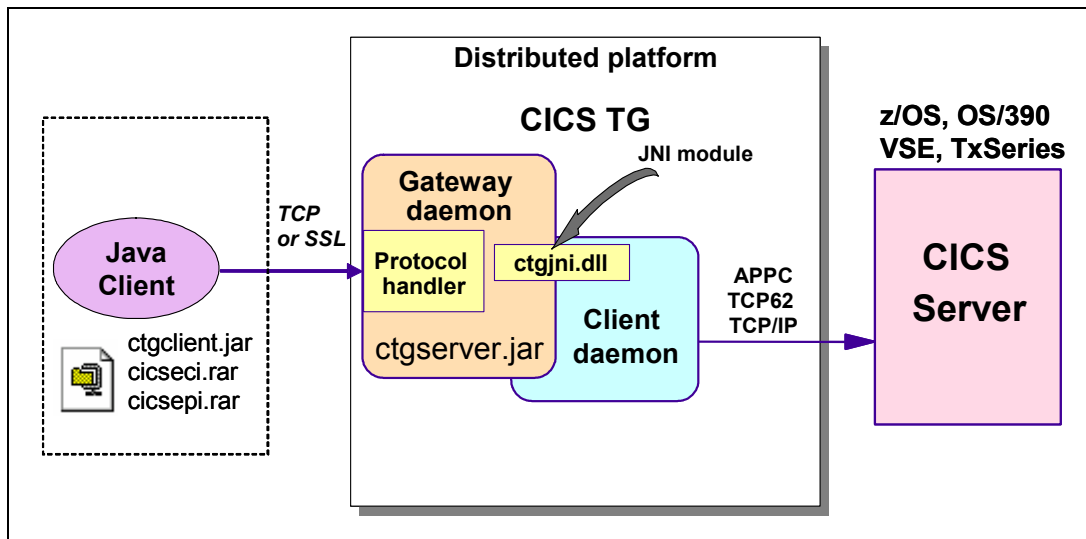 Distributed platform
CICS TG
JNI module
z/OS, OS/390
VSE, TxSeries
Gateway
daemon
TCP
or SSL
Java
Client
Protocol
handler
ctgjni.dll
ctgserver.jar
Client
daemon
APPC
TCP62
TCP/IP
CICS
Server
ctgclient.jar
cicseci.rar
cicsepi.rar